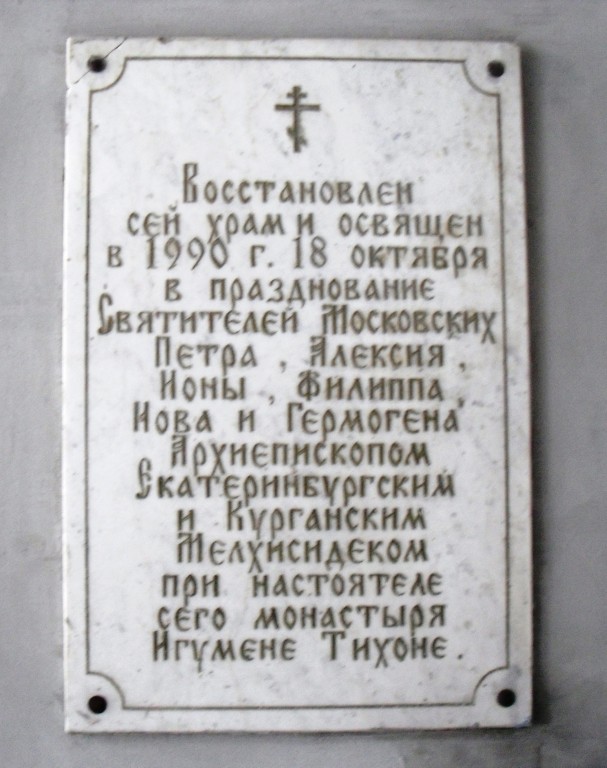 Восстановлен
сей храм и освящен
в 1990 г. 18 октября
в празднование
Святителей Московских
Петра , Алексия ,
Ионы , Филиппа ,
Иова и Гермогена
Архиепископом
Екатеринбургским
и Курганским
Мелхисидеком
при настоятеле
сего монастыря
Игумене Тихоне .